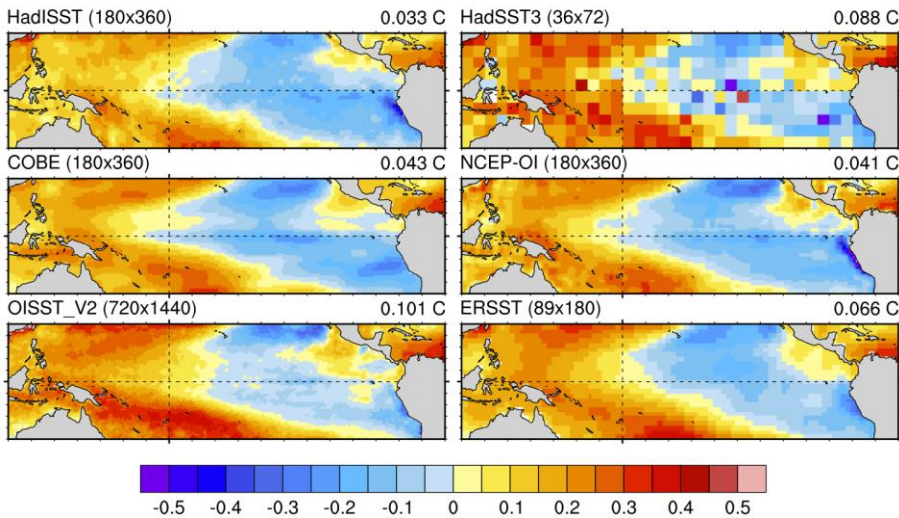 HadISST (180x360) 0.033 C HadSST3 (36x72) 0.088 C
COBE (180x360) 0.043 C NCEP-OI (180x360) 0.041 C
OISST_V2 (720x1440) 0.101 C ERSST (89x180) 0.066 C
-0.5 -0.4 -0.3 -0.2 -0.1 0 0.1 0.2 0.3 0.4 0.5